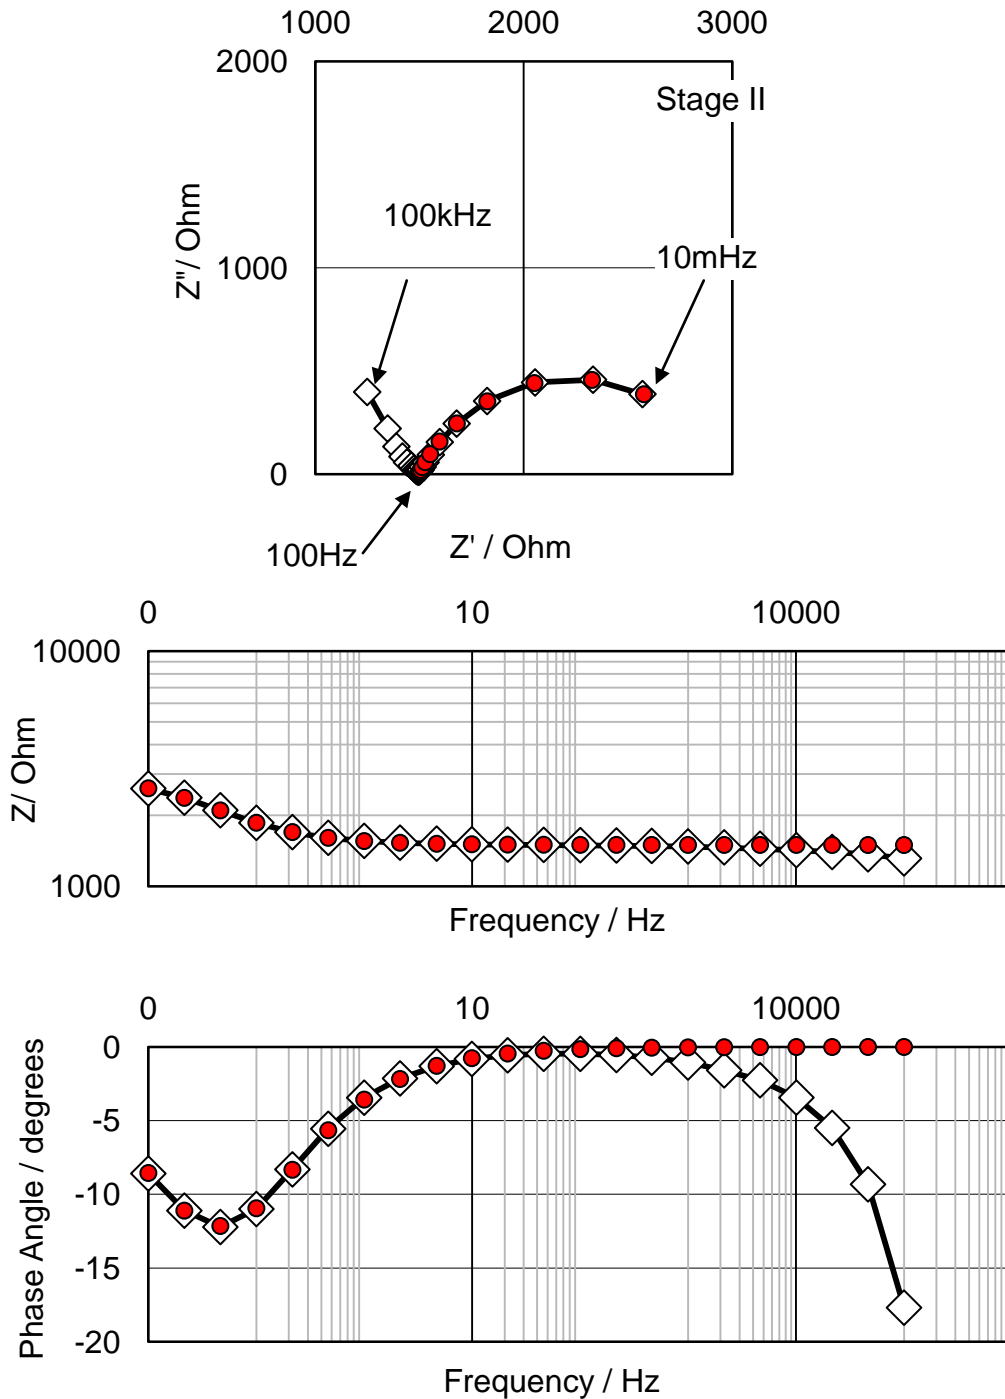 1000 2000 3000
2000
Stage II
100kHz
Z"/ Ohm
10mHz
1000
0
100Hz
Z' / Ohm
0 10 10000
10000
Z/ Ohm
1000
Frequency / Hz
0 10 10000
0
-5
-10
-15
-20
Phase Angle / degrees
Frequency / Hz